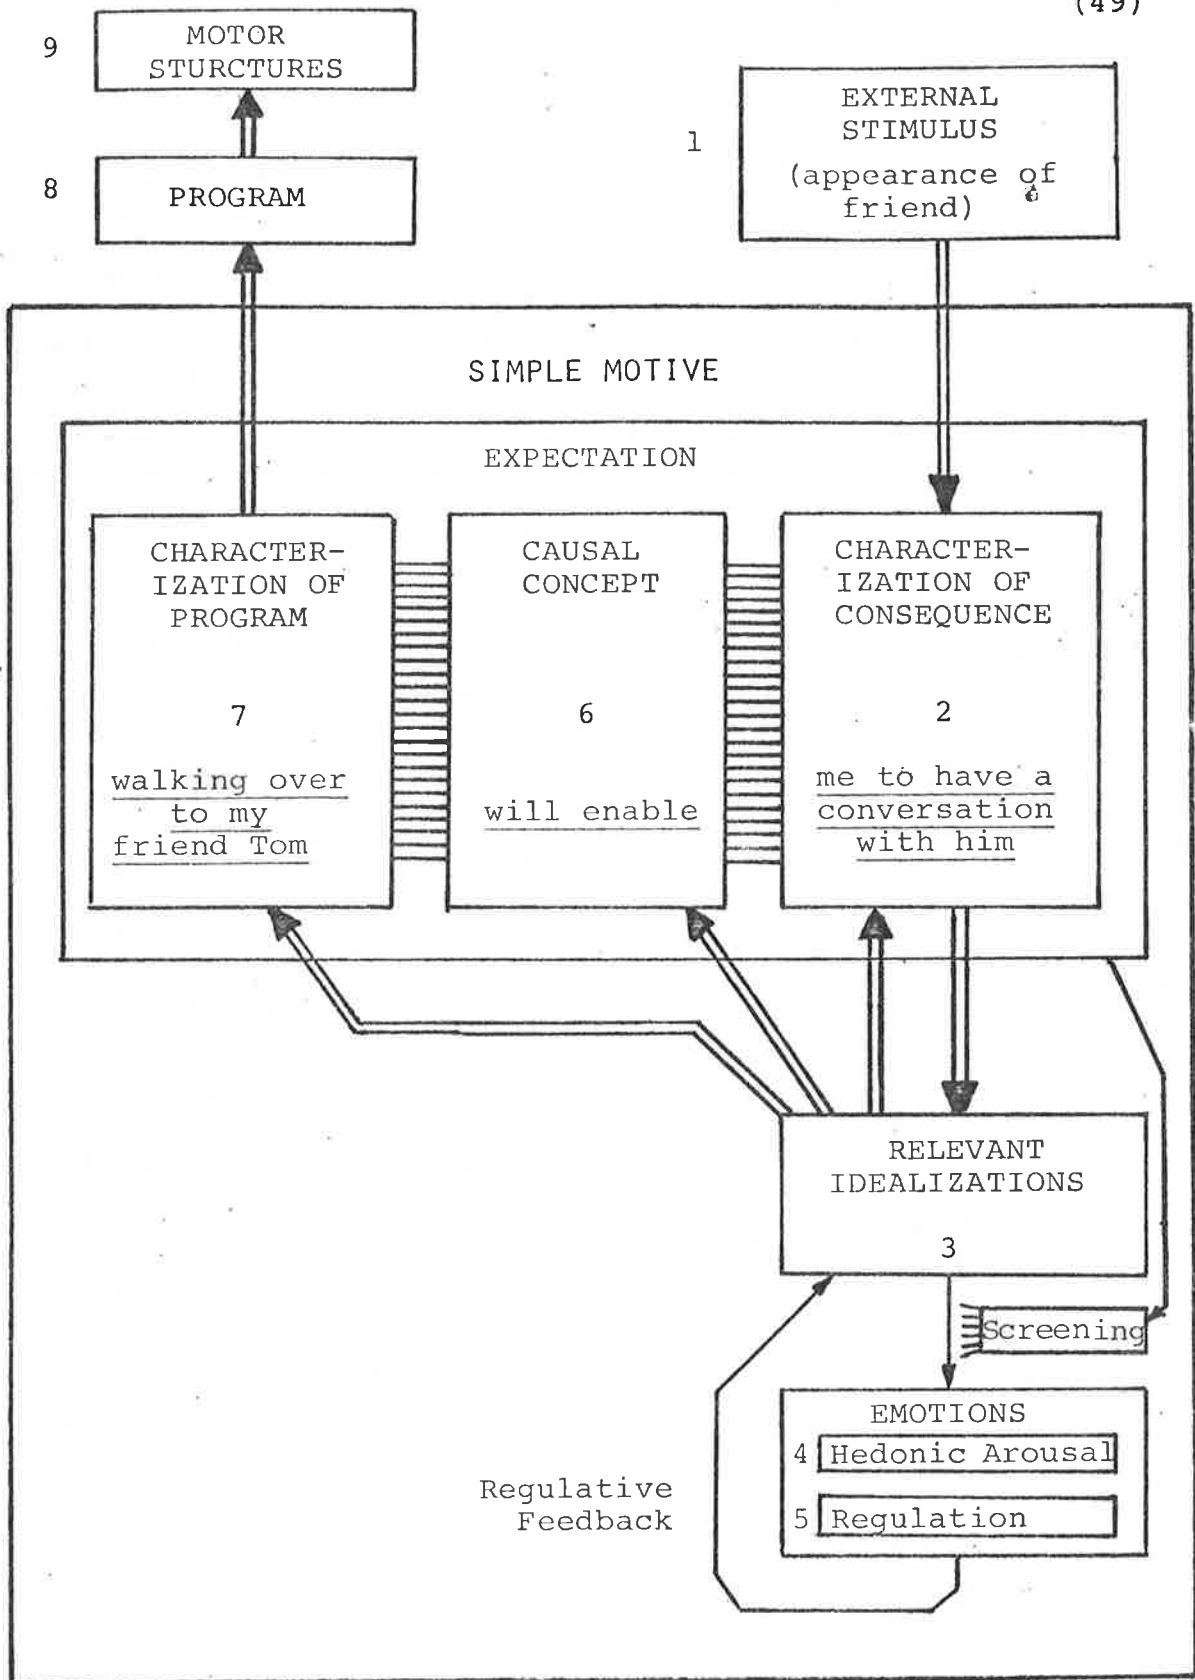 (49)
9
MOTOR
STURCTURES
8
PROGRAM
1
EXTERNAL
STIMULUS
(appearance of
friend)
SIMPLE MOTIVE
EXPECTATION
CHARACTER-
IZATION OF
PROGRAM
7
walking over
to my
friend Tom
CAUSAL
CONCEPT
6
will enable
CHARACTER-
IZATION OF
CONSEQUENCE
2
me to have a
conversation
with him
RELEVANT
IDEALIZATIONS
3
Screening
EMOTIONS
4 Hedonic Arousal
5 Regulation
Regulative
Feedback